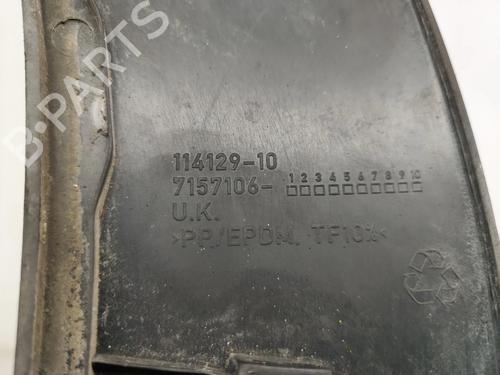 B-PARTS
114129-10
7157106- 1 2 3 4 5 6 7 8 9 10
U.K.
>PP/EPDM, TF10%<